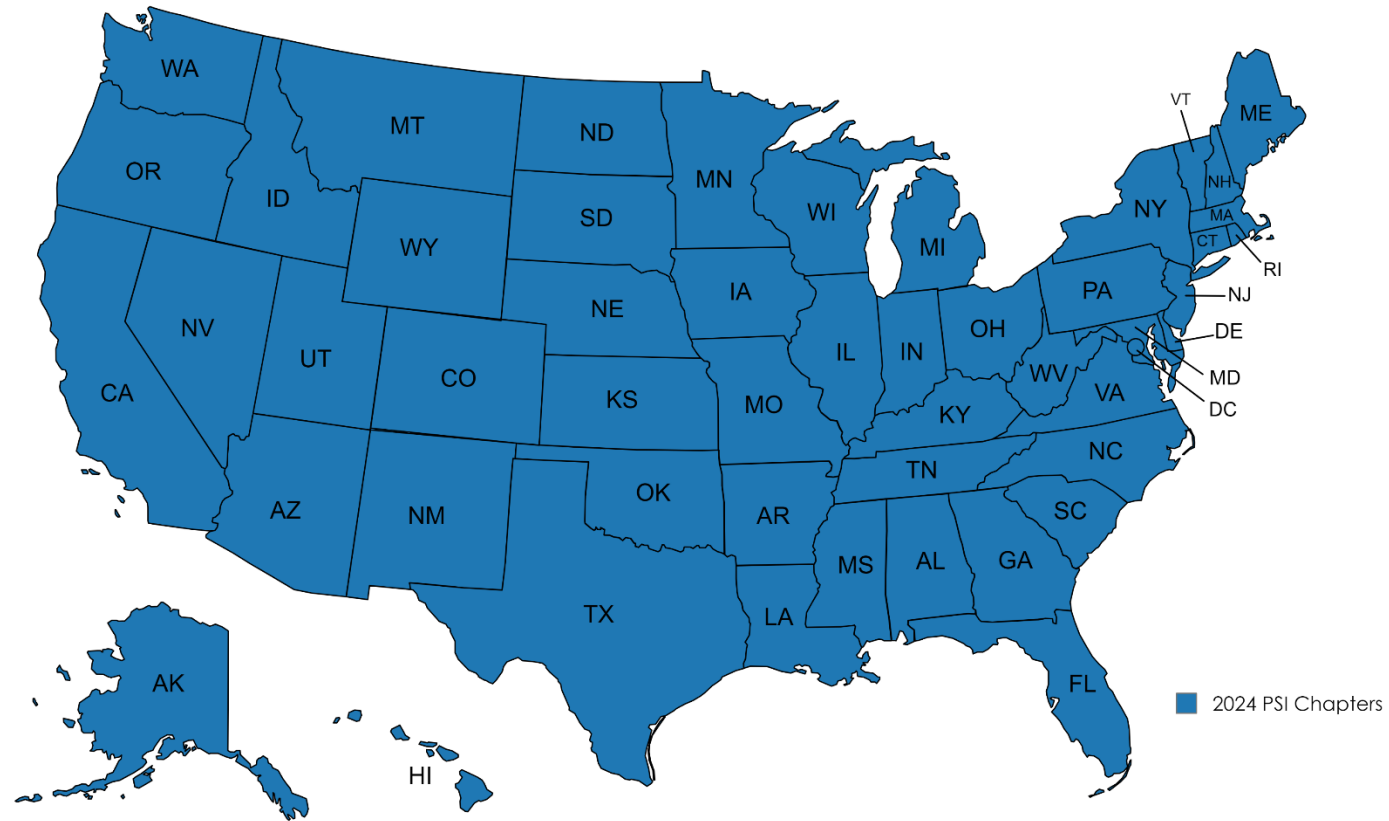 WA
MT
ND
MN
VT
ME
OR
ID
WY
SD
WI
MI
NY
NH
MA
CT
RI
NV
UT
CO
NE
IA
IL
IN
OH
PA
NJ
DE
MD
DC
CA
KS
MO
KY
WV
VA
AZ
NM
OK
AR
TN
NC
SC
TX
LA
MS
AL
GA
FL
AK
HI
2024 PSI Chapters